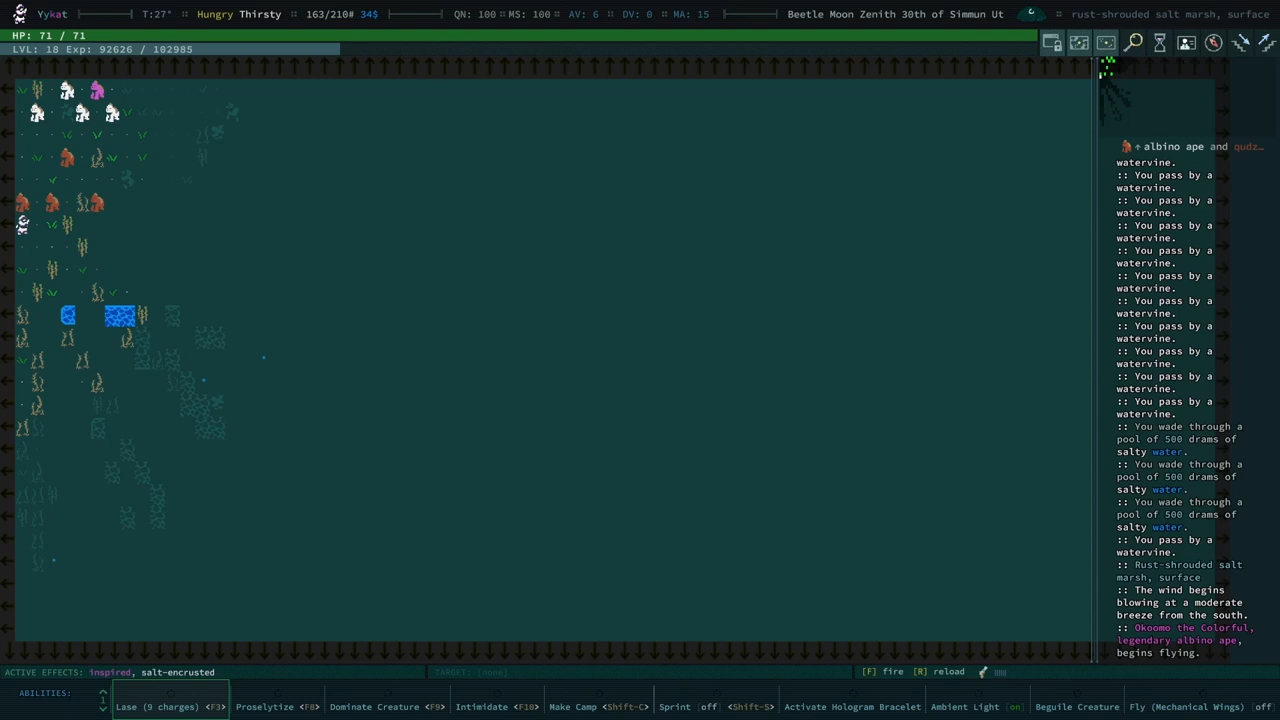 Yykat T:27° :: Hungry Thirsty :: 163/210# 34$ QN: 100 :: MS: 100 :: AV: 6 :: DV: 0 :: MA: 15 Beetle Moon Zenith 30th of Simmun Ut :: rust-shrouded salt marsh, surface
HP: 71 / 71
LVL: 18 Exp: 92626 / 102985
albino ape and qudz…
watervine.
:: You pass by a
watervine.
:: You pass by a
watervine.
:: You pass by a
watervine.
:: You pass by a
watervine.
:: You pass by a
watervine.
:: You pass by a
watervine.
:: You pass by a
watervine.
:: You pass by a
watervine.
:: You pass by a
watervine.
:: You pass by a
watervine.
:: You wade through a
pool of 500 drams of
salty water.
:: You wade through a
pool of 500 drams of
salty water.
:: You wade through a
pool of 500 drams of
salty water.
:: You pass by a
watervine.
:: Rust-shrouded salt
marsh, surface
:: The wind begins
blowing at a moderate
breeze from the south.
:: Okoomo the Colorful,
legendary albino ape,
begins flying.
ACTIVE EFFECTS: inspired, salt-encrusted TARGET: [none] [F] fire [R] reload
ABILITIES: 1 Lase (9 charges) <F3> Proselytize <F8> Dominate Creature <F9> Intimidate <F10> Make Camp <Shift-C> Sprint [off] <Shift-S> Activate Hologram Bracelet Ambient Light [on] Beguile Creature Fly (Mechanical Wings) [off]